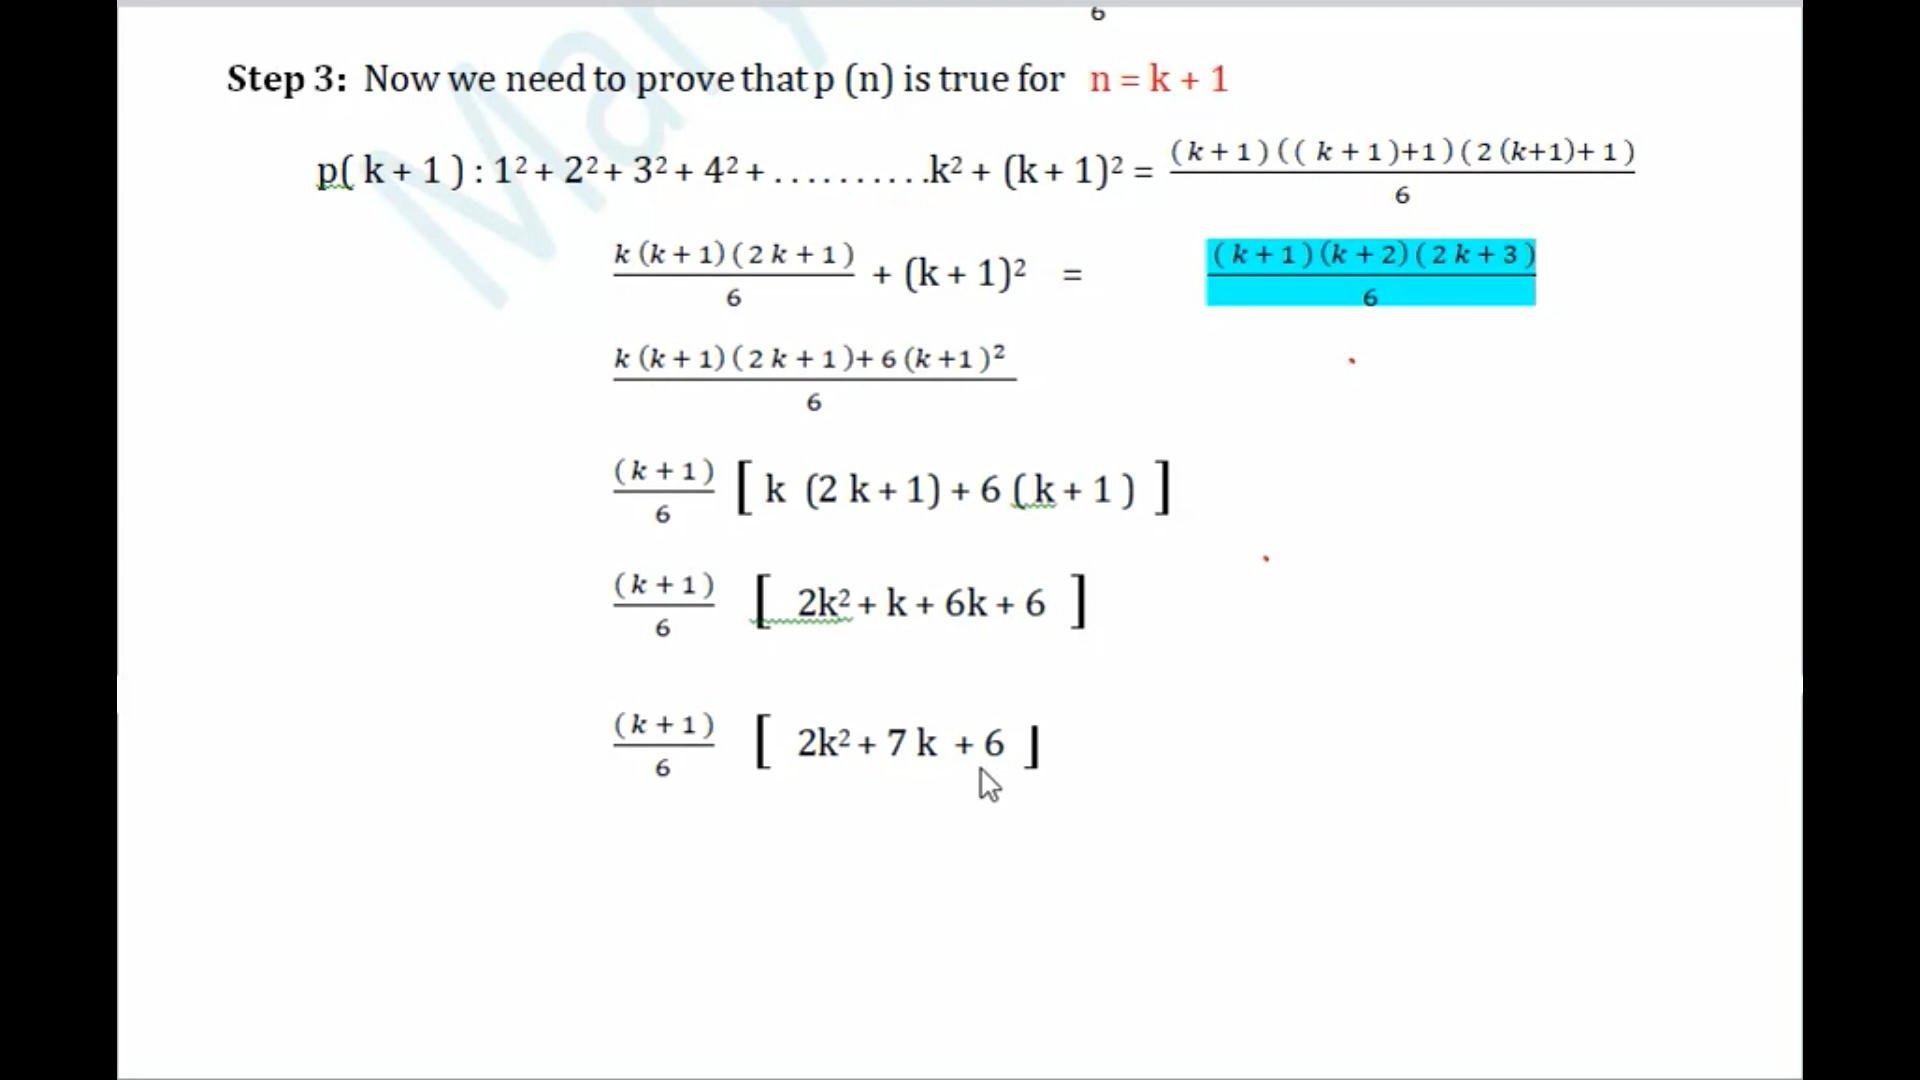 6
Mary
Step 3: Now we need to prove that p (n) is true for n = k + 1
p( k + 1 ) : 1² + 2² + 3² + 4² + ..........k² + (k + 1)² = (k + 1) (( k + 1)+1) (2 (k+1)+ 1) / 6
k (k + 1) (2 k + 1) / 6 + (k + 1)² = (k + 1) (k + 2) (2 k + 3) / 6
k (k + 1) (2 k + 1)+ 6 (k +1)² / 6
(k + 1) / 6 [ k (2 k + 1) + 6 ( k + 1 ) ]
(k + 1) / 6 [ 2k² + k + 6k + 6 ]
(k + 1) / 6 [ 2k² + 7 k + 6 ]